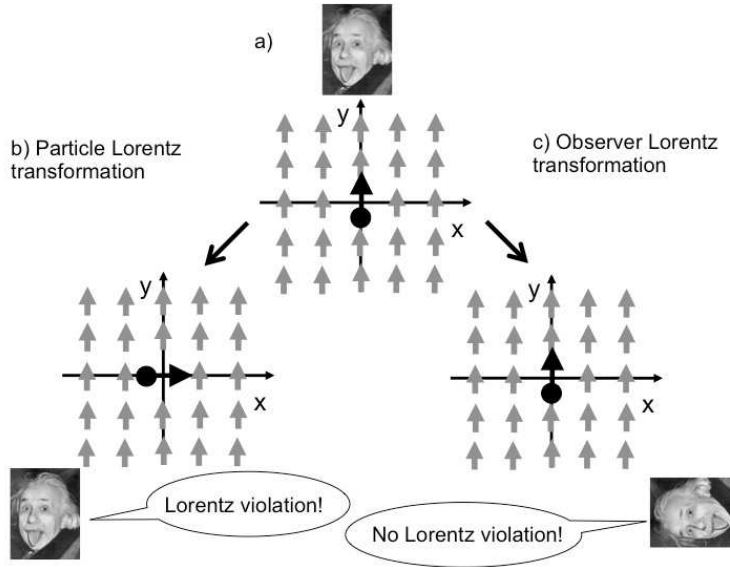 a)
y
b) Particle Lorentz
transformation
c) Observer Lorentz
transformation
x
y
x
y
x
Lorentz violation!
No Lorentz violation!